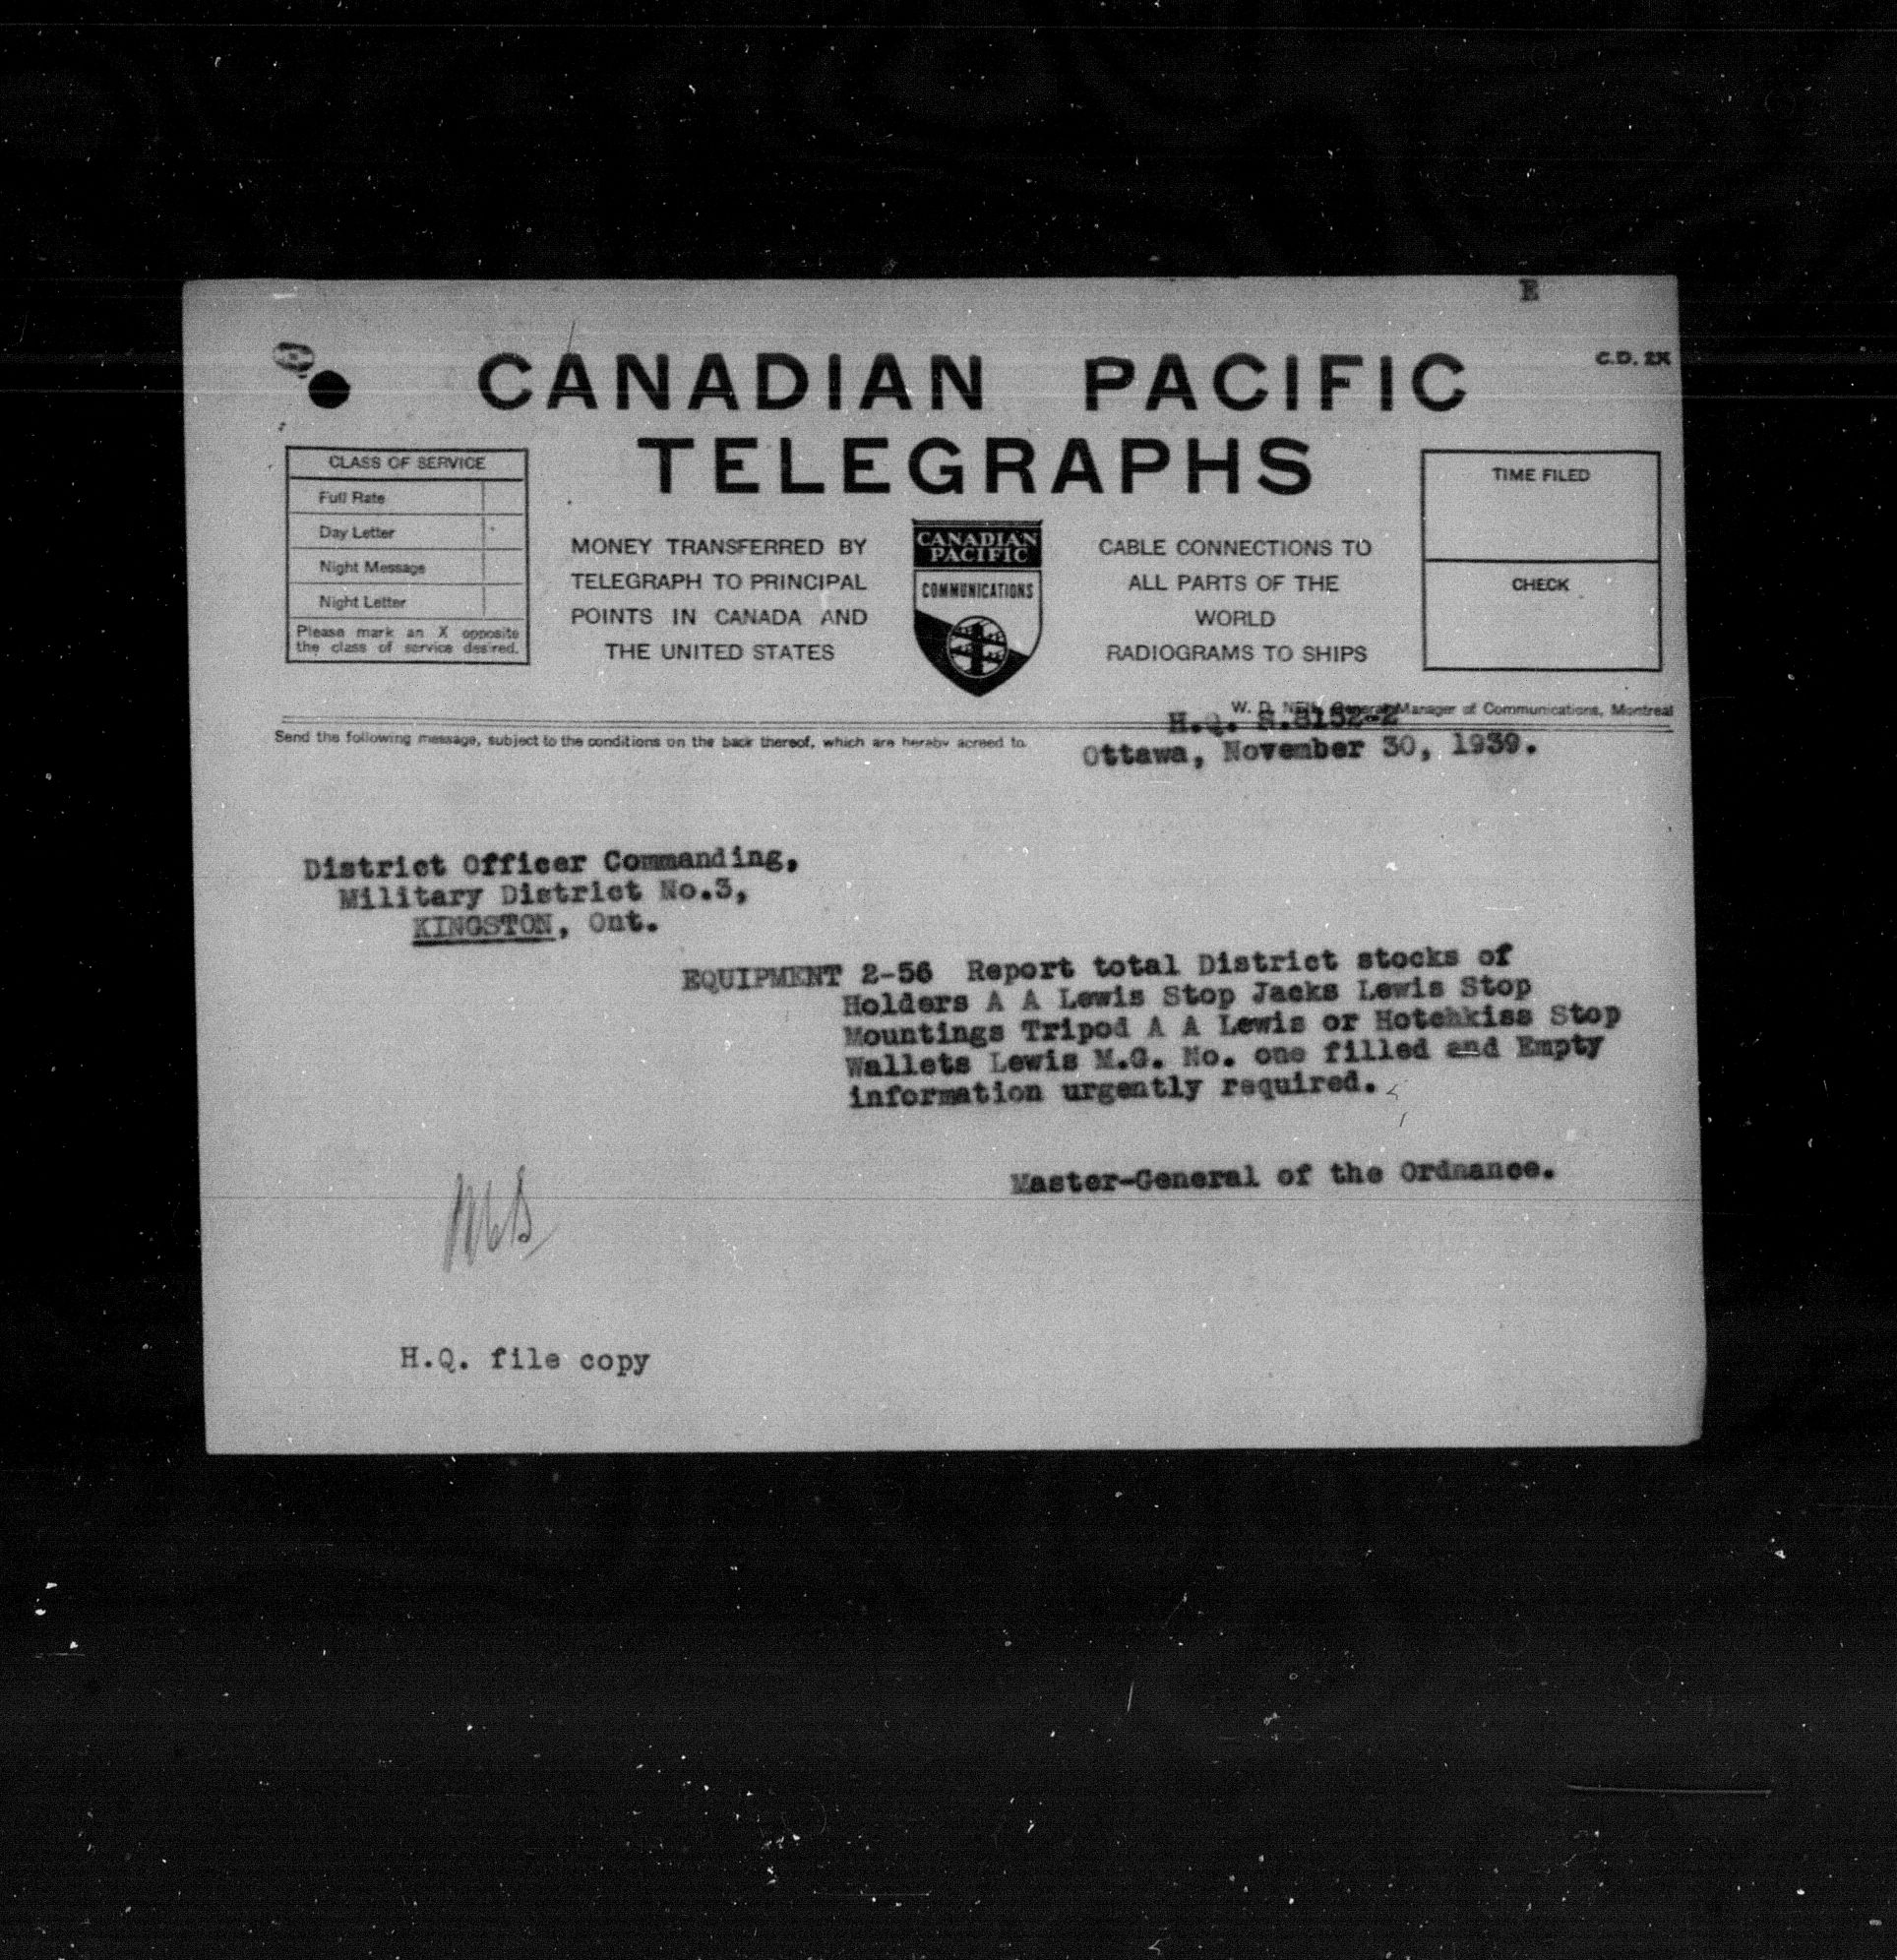 E
C.D. 2X
CANADIAN PACIFIC
TELEGRAPHS
CLASS OF SERVICE
Full Rate
Day Letter
Night Message
Night Letter
Please mark an X opposite
the class of service desired.
MONEY TRANSFERRED BY
TELEGRAPH TO PRINCIPAL
POINTS IN CANADA AND
THE UNITED STATES
CANADIAN
PACIFIC
COMMUNICATIONS
CABLE CONNECTIONS TO
ALL PARTS OF THE
WORLD
RADIOGRAMS TO SHIPS
TIME FILED
CHECK
W. D. General Manager of Communications, Montreal
H.Q. S.8152-2
Send the following message, subject to the conditions on the back thereof, which are hereby agreed to.
Ottawa, November 30, 1939.
District Officer Commanding,
Military District No.3,
KINGSTON, Ont.
EQUIPMENT 2-56 Report total District stocks of
Holders A A Lewis Stop Jacks Lewis Stop
Mountings Tripod A A Lewis or Hotchkiss Stop
Wallets Lewis M.G. No. one filled and Empty
information urgently required.
Master-General of the Ordnance.
H.Q. file copy